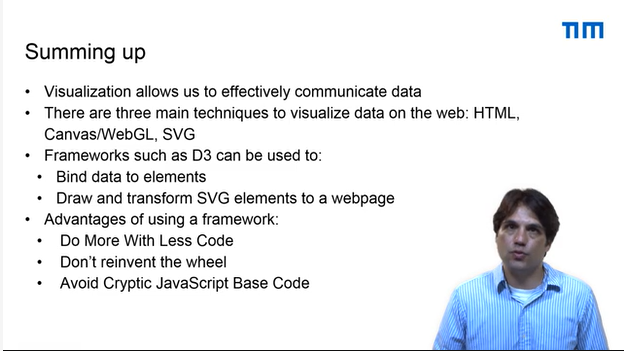 TUM
Summing up
• Visualization allows us to effectively communicate data
• There are three main techniques to visualize data on the web: HTML,
Canvas/WebGL, SVG
• Frameworks such as D3 can be used to:
• Bind data to elements
• Draw and transform SVG elements to a webpage
• Advantages of using a framework:
• Do More With Less Code
• Don’t reinvent the wheel
• Avoid Cryptic JavaScript Base Code